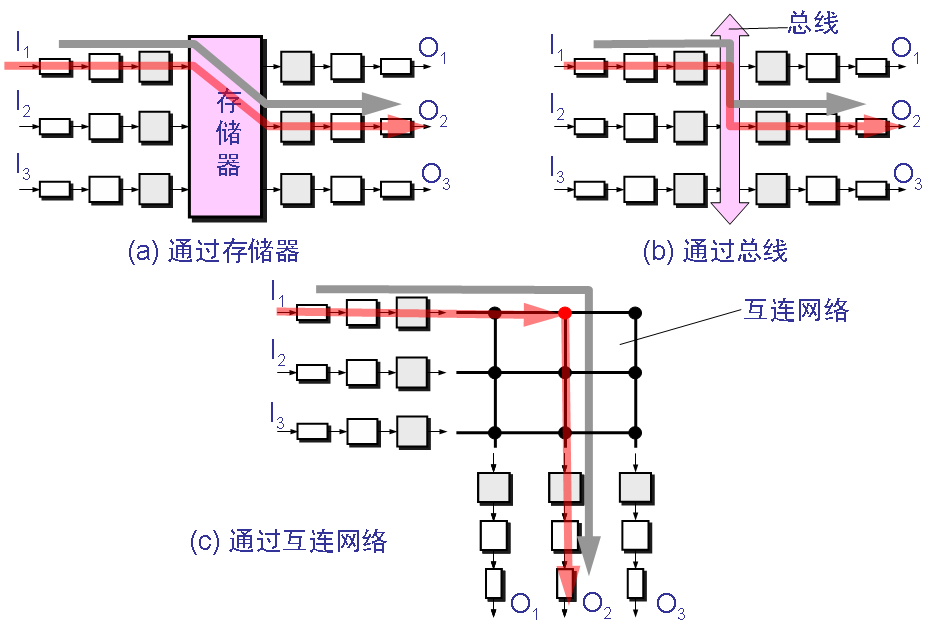 I1 O1
I2 O2
I3 O3
存储器
(a) 通过存储器
总线
I1 O1
I2 O2
I3 O3
(b) 通过总线
I1
I2
I3
互连网络
O1 O2 O3
(c) 通过互连网络